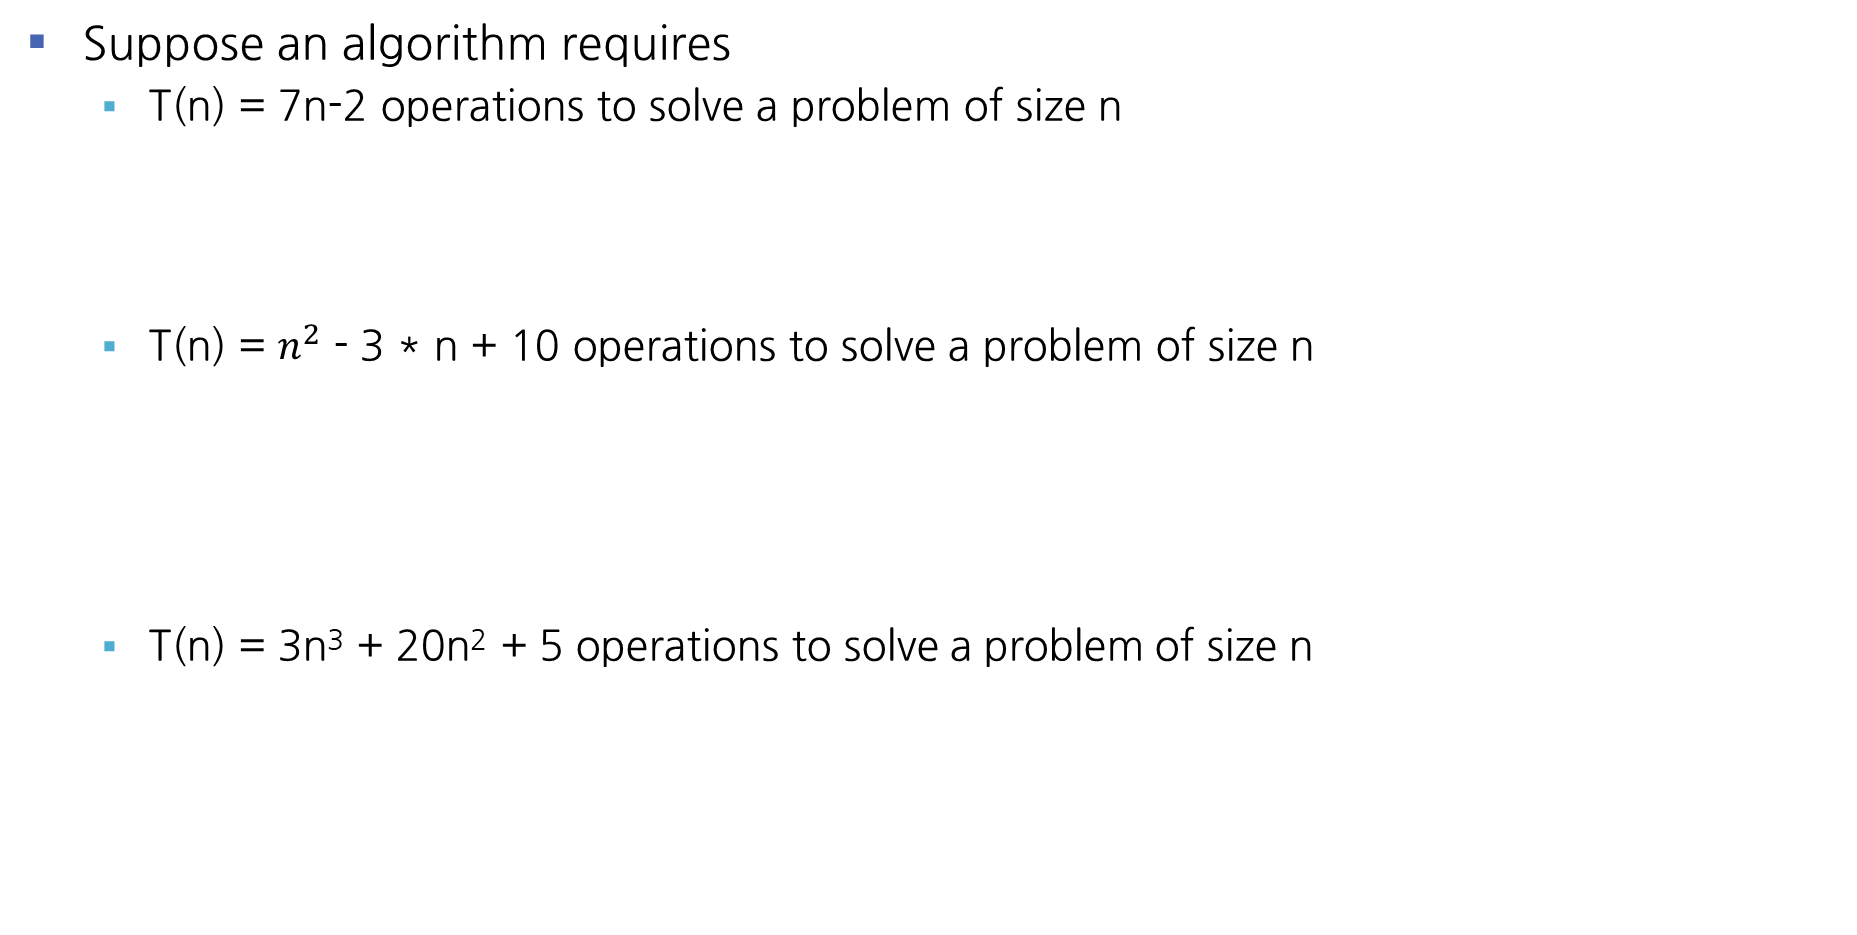 ▪ Suppose an algorithm requires
▪ T(n) = 7n-2 operations to solve a problem of size n
▪ T(n) = 𝑛² - 3 * n + 10 operations to solve a problem of size n
▪ T(n) = 3n³ + 20n² + 5 operations to solve a problem of size n